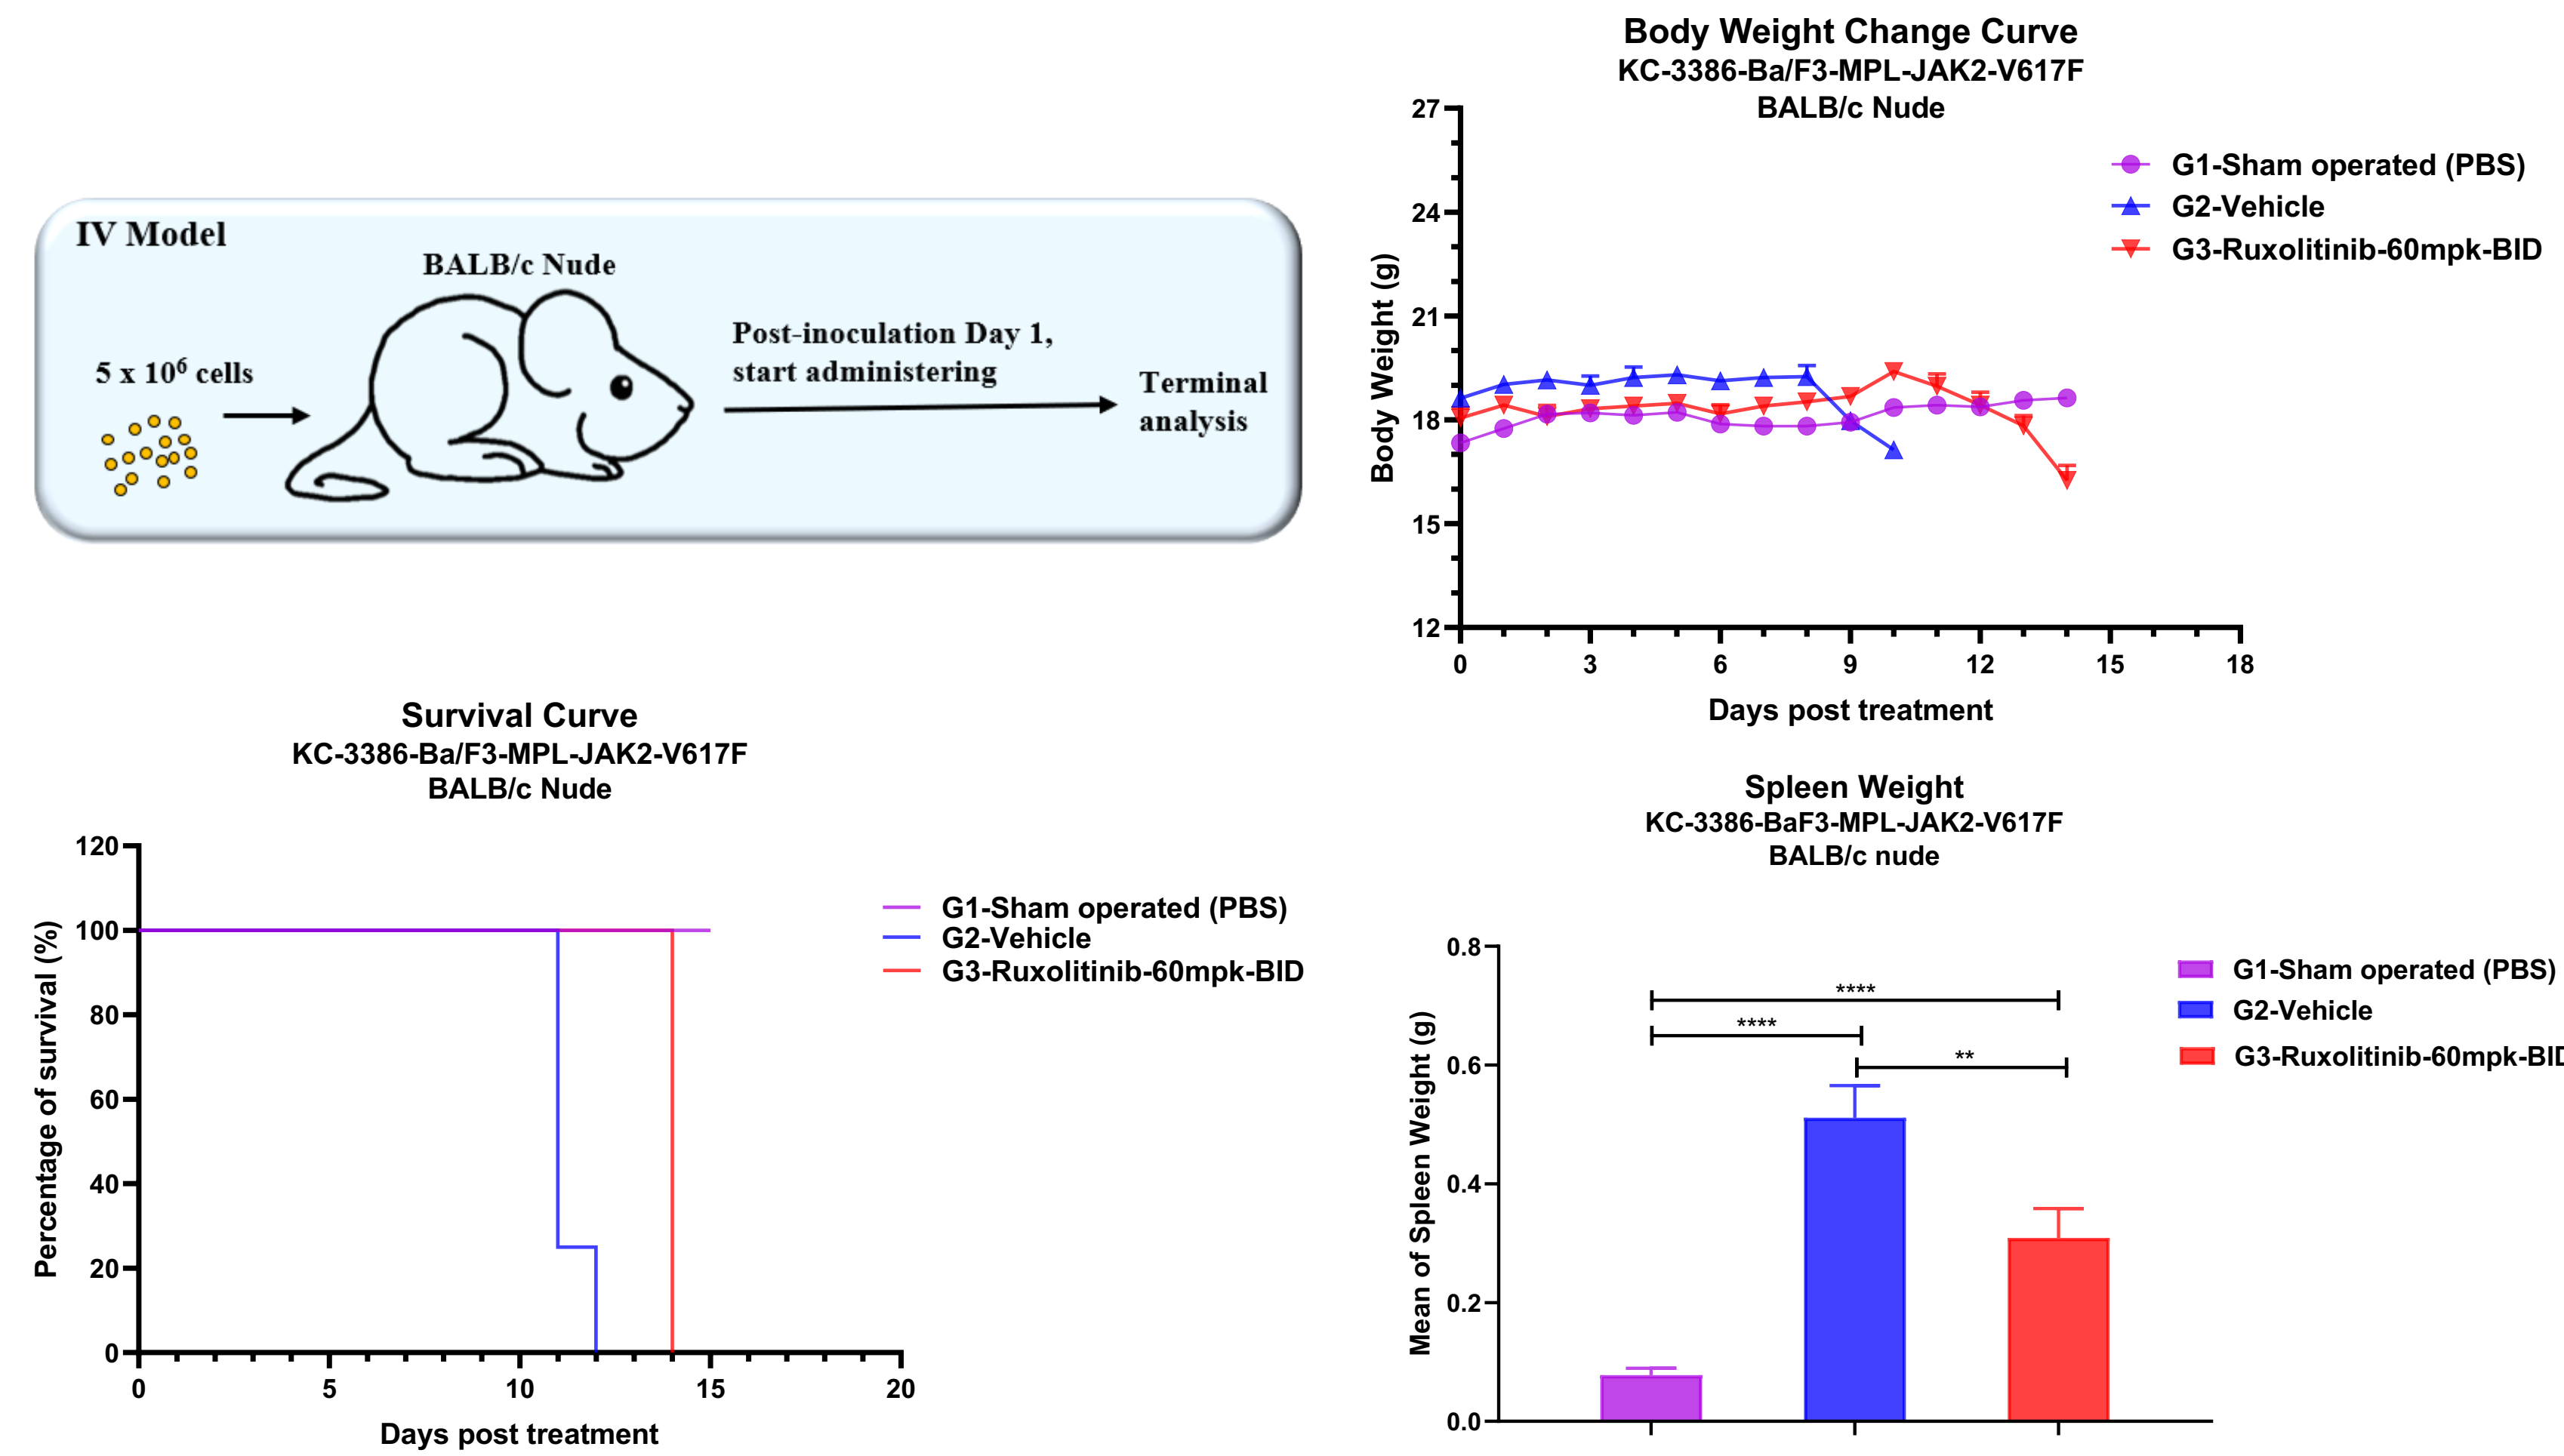 IV Model
BALB/c Nude
5 x 10⁶ cells
Post-inoculation Day 1,
start administering
Terminal
analysis
Body Weight Change Curve
KC-3386-Ba/F3-MPL-JAK2-V617F
BALB/c Nude
Body Weight (g)
27
24
21
18
15
12
0 3 6 9 12 15 18
Days post treatment
G1-Sham operated (PBS)
G2-Vehicle
G3-Ruxolitinib-60mpk-BID
Survival Curve
KC-3386-Ba/F3-MPL-JAK2-V617F
BALB/c Nude
Percentage of survival (%)
120
100
80
60
40
20
0
0 5 10 15 20
Days post treatment
G1-Sham operated (PBS)
G2-Vehicle
G3-Ruxolitinib-60mpk-BID
Spleen Weight
KC-3386-BaF3-MPL-JAK2-V617F
BALB/c nude
Mean of Spleen Weight (g)
0.8
0.6
0.4
0.2
0.0
****
****
**
G1-Sham operated (PBS)
G2-Vehicle
G3-Ruxolitinib-60mpk-BID